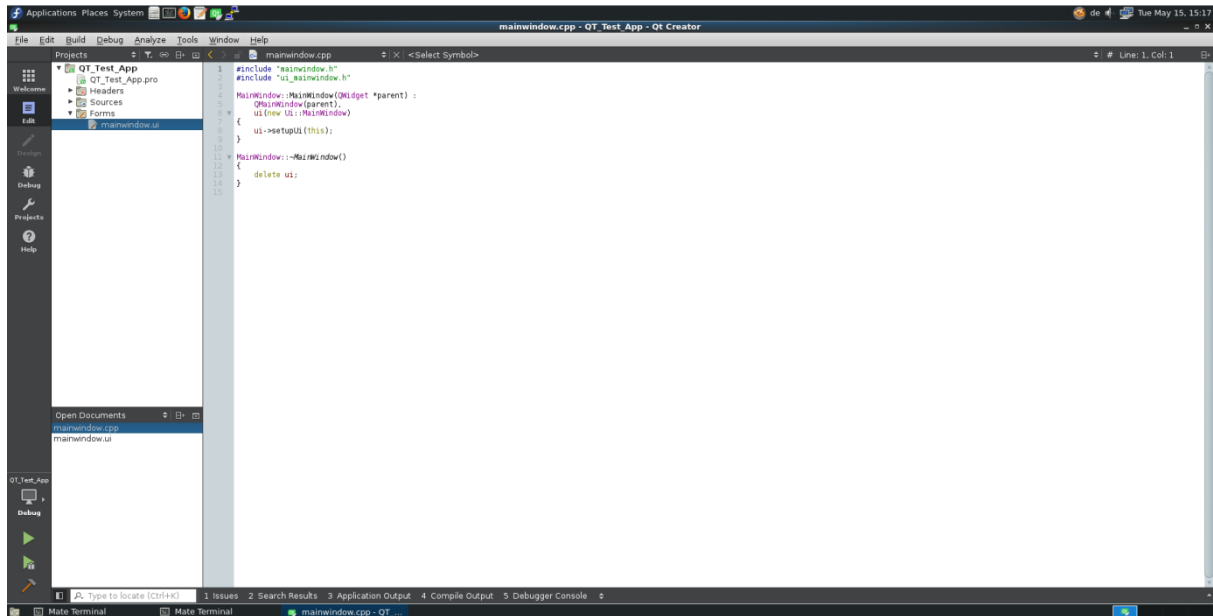 Applications Places System
de
Tue May 15, 15:17
mainwindow.cpp - QT_Test_App - Qt Creator
File Edit Build Debug Analyze Tools Window Help
Projects
mainwindow.cpp
<Select Symbol>
# Line: 1, Col: 1
Welcome
Edit
Design
Debug
Projects
Help
QT_Test_App
QT_Test_App.pro
Headers
Sources
Forms
mainwindow.ui
1 #include "mainwindow.h"
2 #include "ui_mainwindow.h"
3
4 MainWindow::MainWindow(QWidget *parent) :
5 QMainWindow(parent),
6 ui(new Ui::MainWindow)
7 {
8 ui->setupUi(this);
9 }
10
11 MainWindow::~MainWindow()
12 {
13 delete ui;
14 }
15
Open Documents
mainwindow.cpp
mainwindow.ui
QT_Test_App
Debug
Type to locate (Ctrl+K)
1 Issues 2 Search Results 3 Application Output 4 Compile Output 5 Debugger Console
Mate Terminal
Mate Terminal
mainwindow.cpp - QT ...